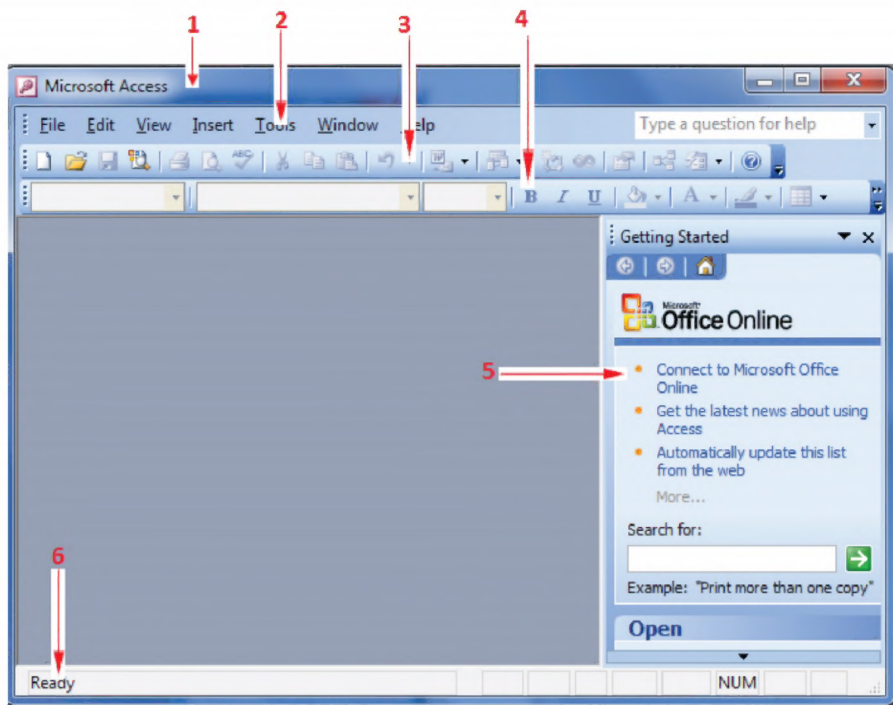 1 2 3 4
Microsoft Access
File Edit View Insert Tools Window Help
Type a question for help
ABC W
B I U A
Getting Started
Microsoft
Office Online
5
Connect to Microsoft Office
Online
Get the latest news about using
Access
Automatically update this list
from the web
More...
Search for:
Example: "Print more than one copy"
Open
6
Ready NUM